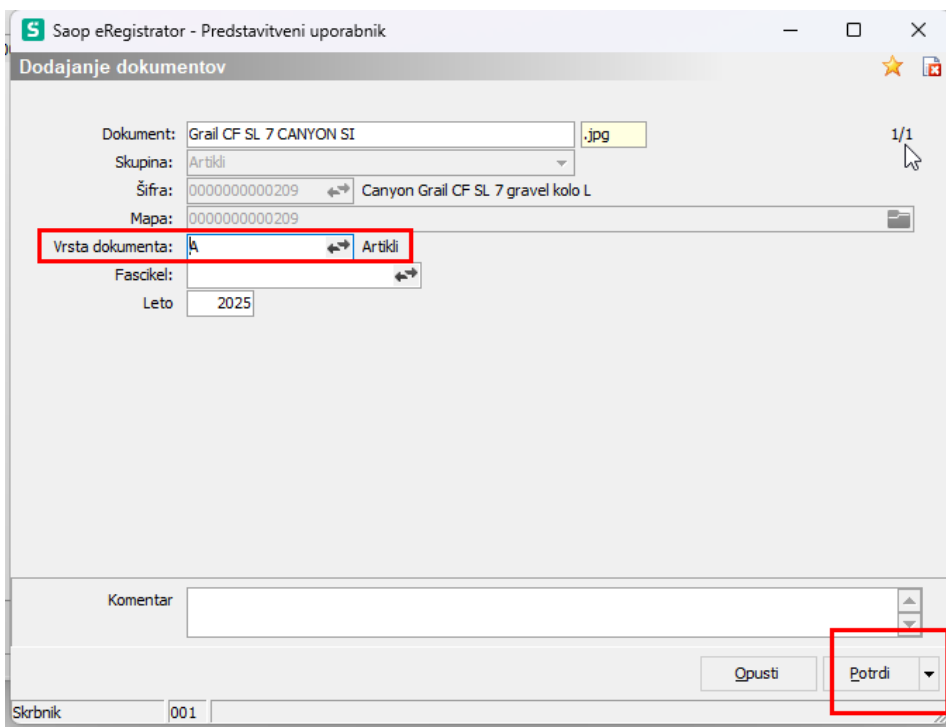 S Saop eRegistrator - Predstavitveni uporabnik
Dodajanje dokumentov
Dokument: Grail CF SL 7 CANYON SI .jpg 1/1
Skupina: Artikli
Šifra: 0000000000209 Canyon Grail CF SL 7 gravel kolo L
Mapa: 0000000000209
Vrsta dokumenta: A Artikli
Fascikel:
Leto 2025
Komentar
Opusti Potrdi
Skrbnik 001